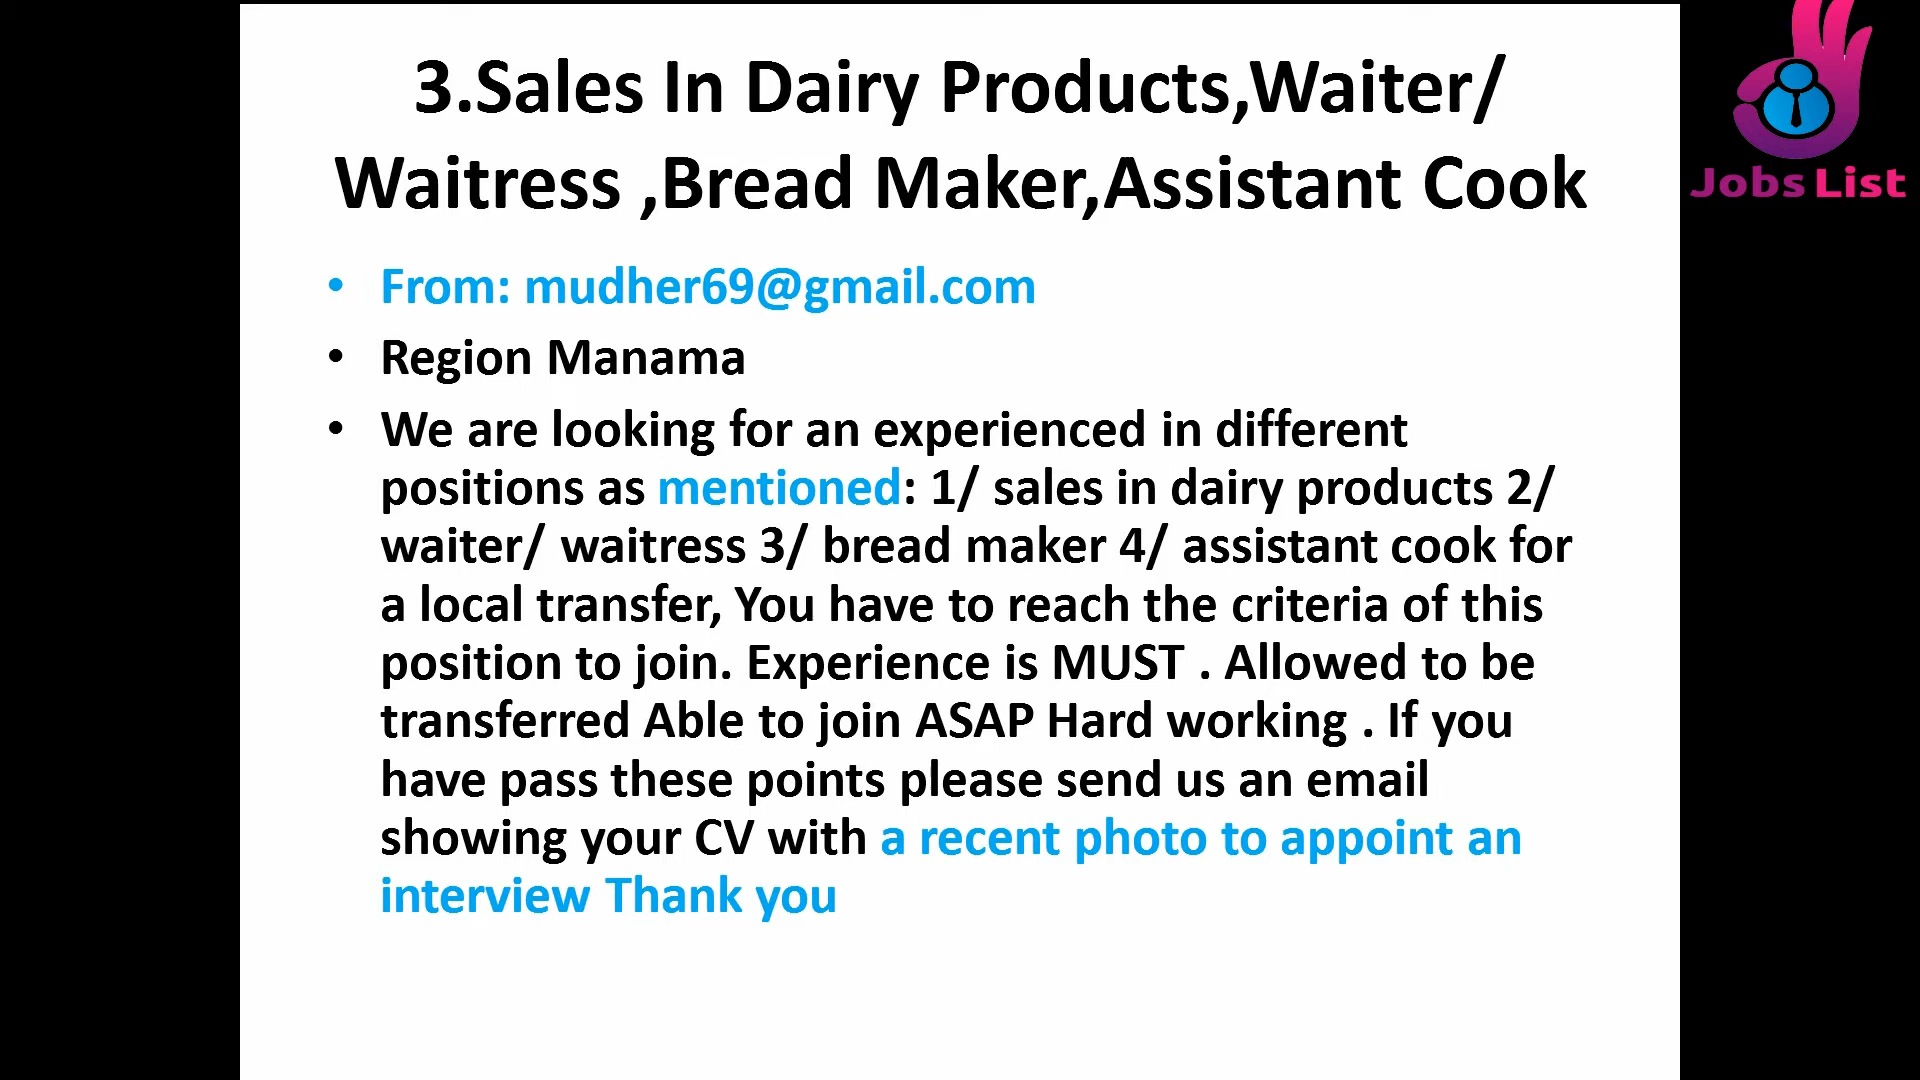 3.Sales In Dairy Products,Waiter/
Waitress ,Bread Maker,Assistant Cook
Jobs List
• From: mudher69@gmail.com
• Region Manama
• We are looking for an experienced in different
positions as mentioned: 1/ sales in dairy products 2/
waiter/ waitress 3/ bread maker 4/ assistant cook for
a local transfer, You have to reach the criteria of this
position to join. Experience is MUST . Allowed to be
transferred Able to join ASAP Hard working . If you
have pass these points please send us an email
showing your CV with a recent photo to appoint an
interview Thank you